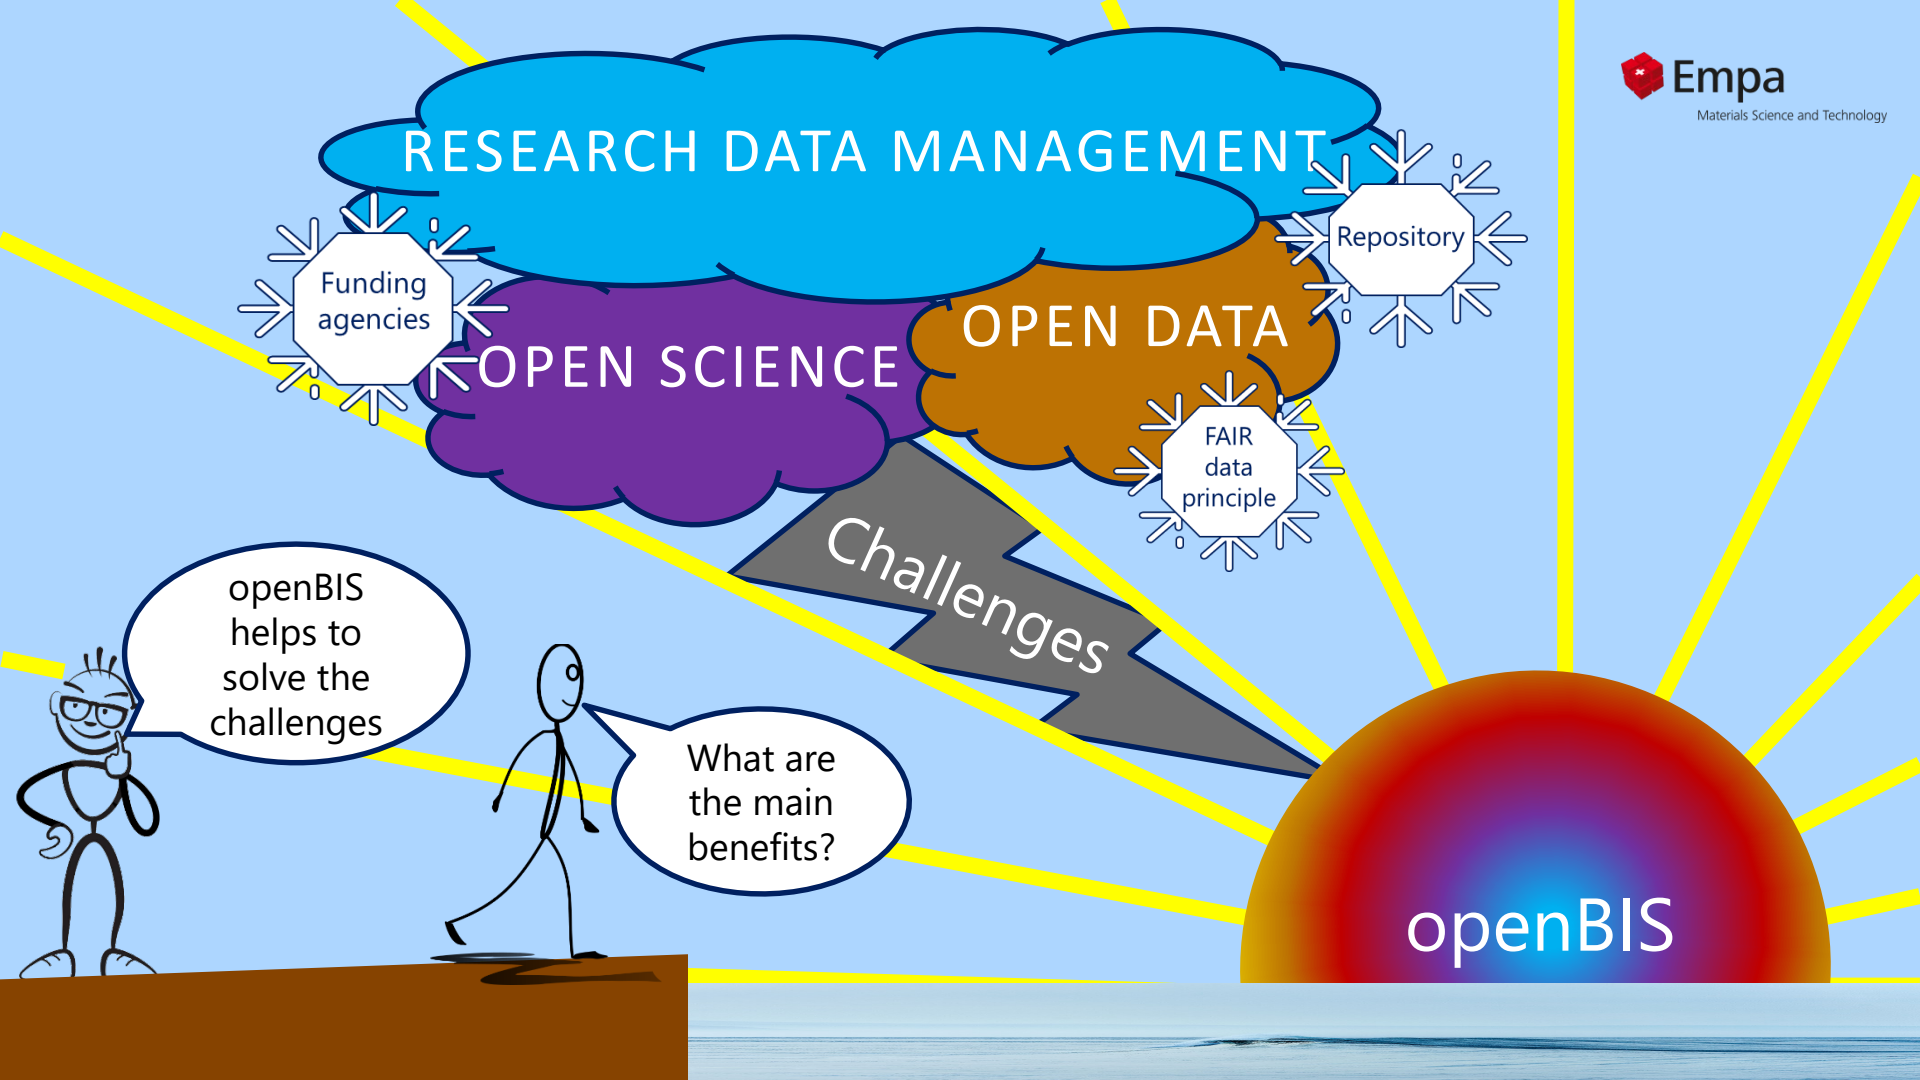 Empa
Materials Science and Technology
RESEARCH DATA MANAGEMENT
Repository
Funding
agencies
OPEN SCIENCE
OPEN DATA
FAIR
data
principle
Challenges
openBIS
helps to
solve the
challenges
What are
the main
benefits?
openBIS